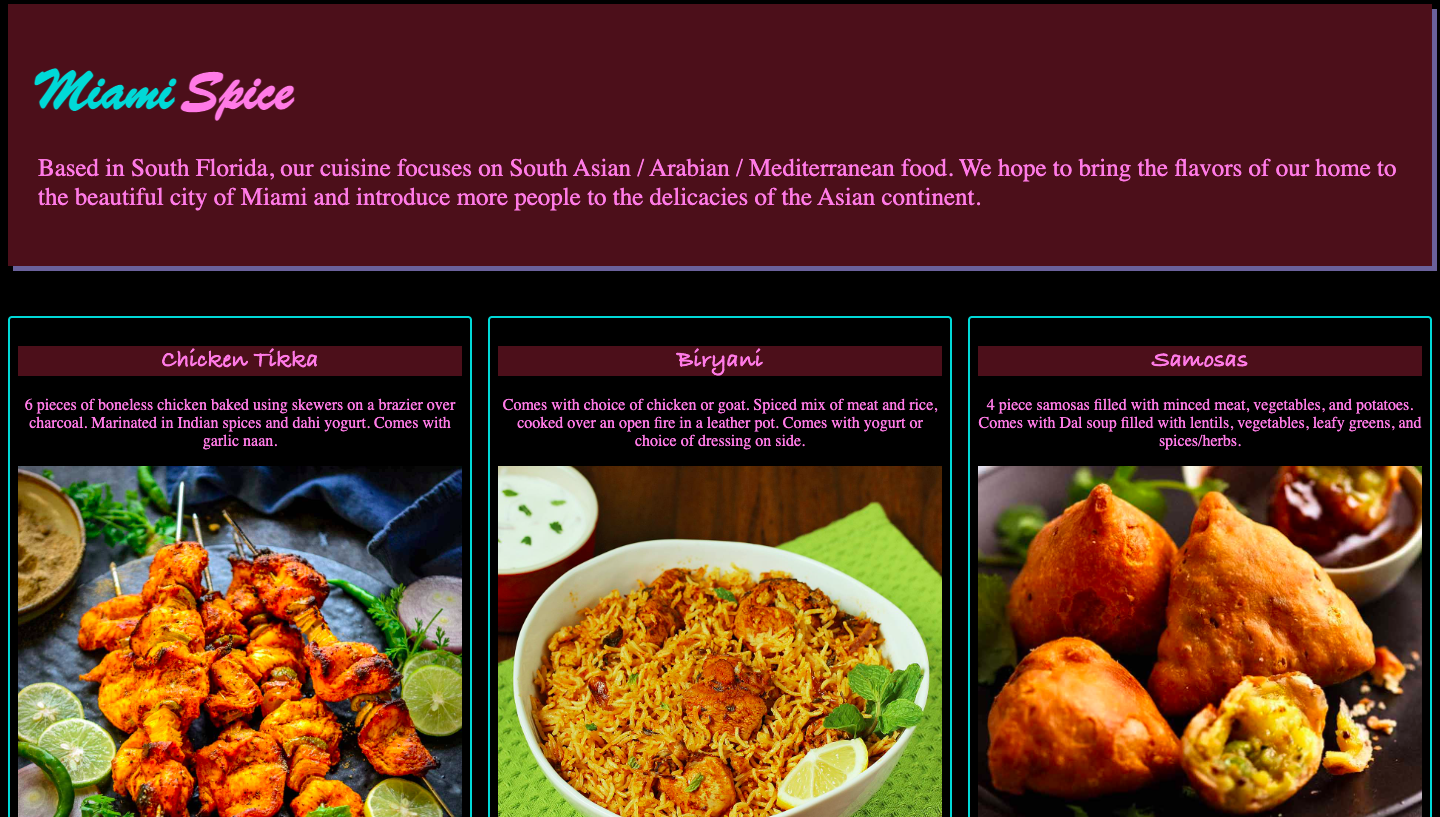 Miami Spice
Based in South Florida, our cuisine focuses on South Asian / Arabian / Mediterranean food. We hope to bring the flavors of our home to
the beautiful city of Miami and introduce more people to the delicacies of the Asian continent.
Chicken Tikka
6 pieces of boneless chicken baked using skewers on a brazier over
charcoal. Marinated in Indian spices and dahi yogurt. Comes with
garlic naan.
Biryani
Comes with choice of chicken or goat. Spiced mix of meat and rice,
cooked over an open fire in a leather pot. Comes with yogurt or
choice of dressing on side.
Samosas
4 piece samosas filled with minced meat, vegetables, and potatoes.
Comes with Dal soup filled with lentils, vegetables, leafy greens, and
spices/herbs.